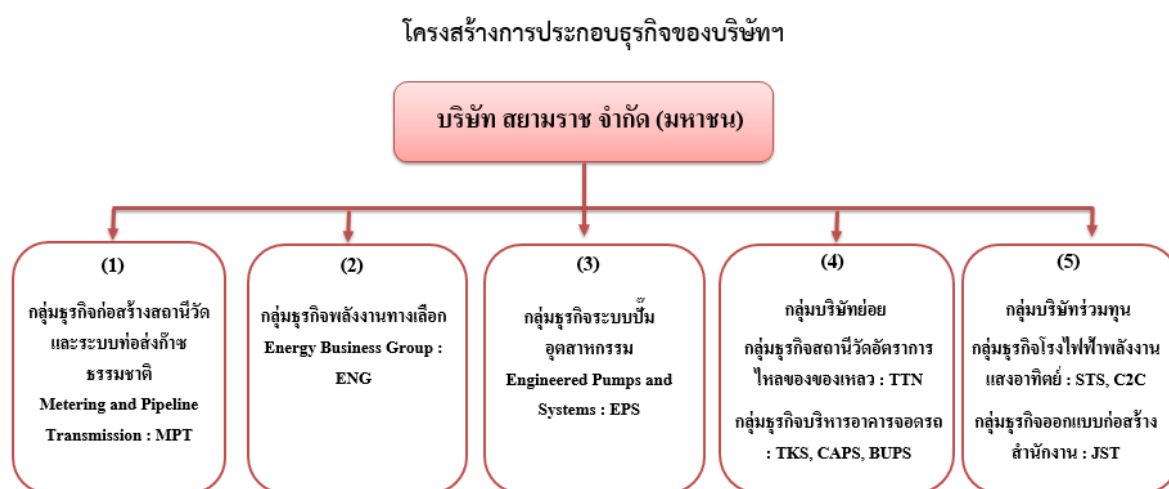 โครงสร้างการประกอบธุรกิจของบริษัทฯ
บริษัท สยามราช จำกัด (มหาชน)
(1)
กลุ่มธุรกิจก่อสร้างสถานีวัด
และระบบท่อส่งก๊าซ
ธรรมชาติ
Metering and Pipeline
Transmission : MPT
(2)
กลุ่มธุรกิจพลังงานทางเลือก
Energy Business Group :
ENG
(3)
กลุ่มธุรกิจระบบปั๊ม
อุตสาหกรรม
Engineered Pumps and
Systems : EPS
(4)
กลุ่มบริษัทย่อย
กลุ่มธุรกิจสถานีวัดอัตราการ
ไหลของของเหลว : TTN
กลุ่มธุรกิจบริหารอาคารจอดรถ
: TKS, CAPS, BUPS
(5)
กลุ่มบริษัทร่วมทุน
กลุ่มธุรกิจโรงไฟฟ้าพลังงาน
แสงอาทิตย์ : STS, C2C
กลุ่มธุรกิจออกแบบก่อสร้าง
สำนักงาน : JST